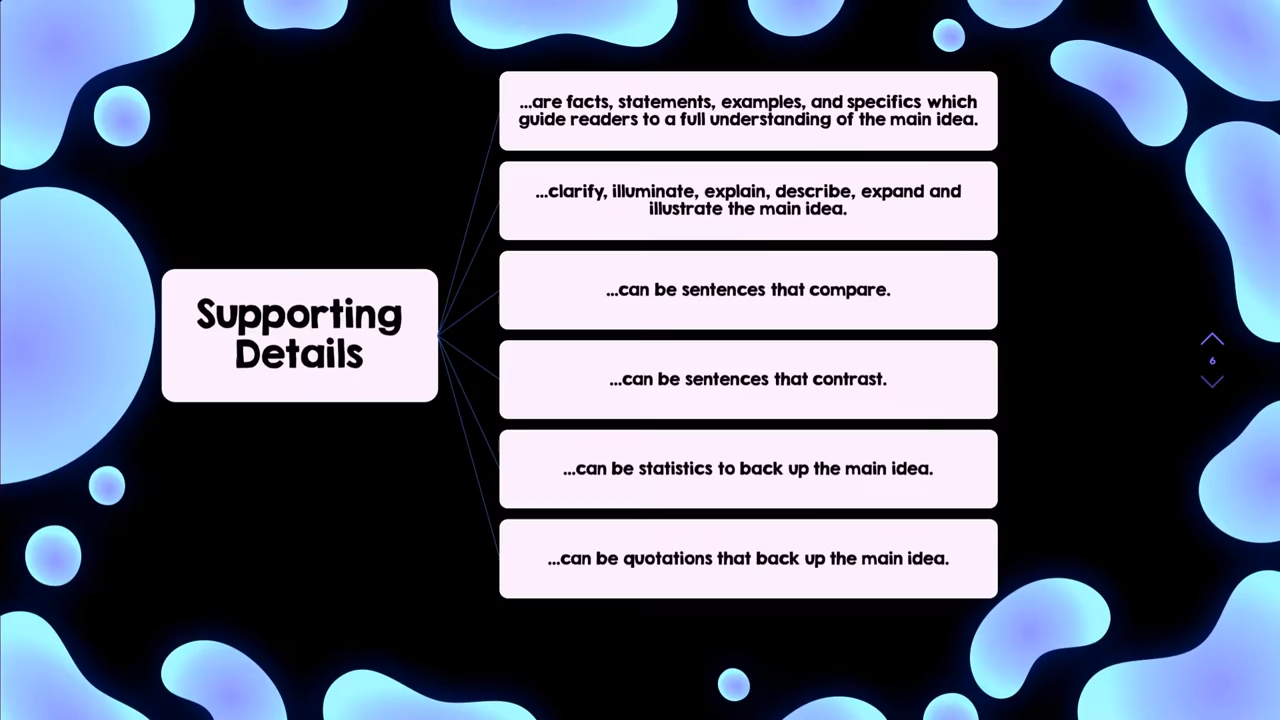 ...are facts, statements, examples, and specifics which
guide readers to a full understanding of the main idea.
...clarify, illuminate, explain, describe, expand and
illustrate the main idea.
...can be sentences that compare.
Supporting
Details
...can be sentences that contrast.
...can be statistics to back up the main idea.
...can be quotations that back up the main idea.
6